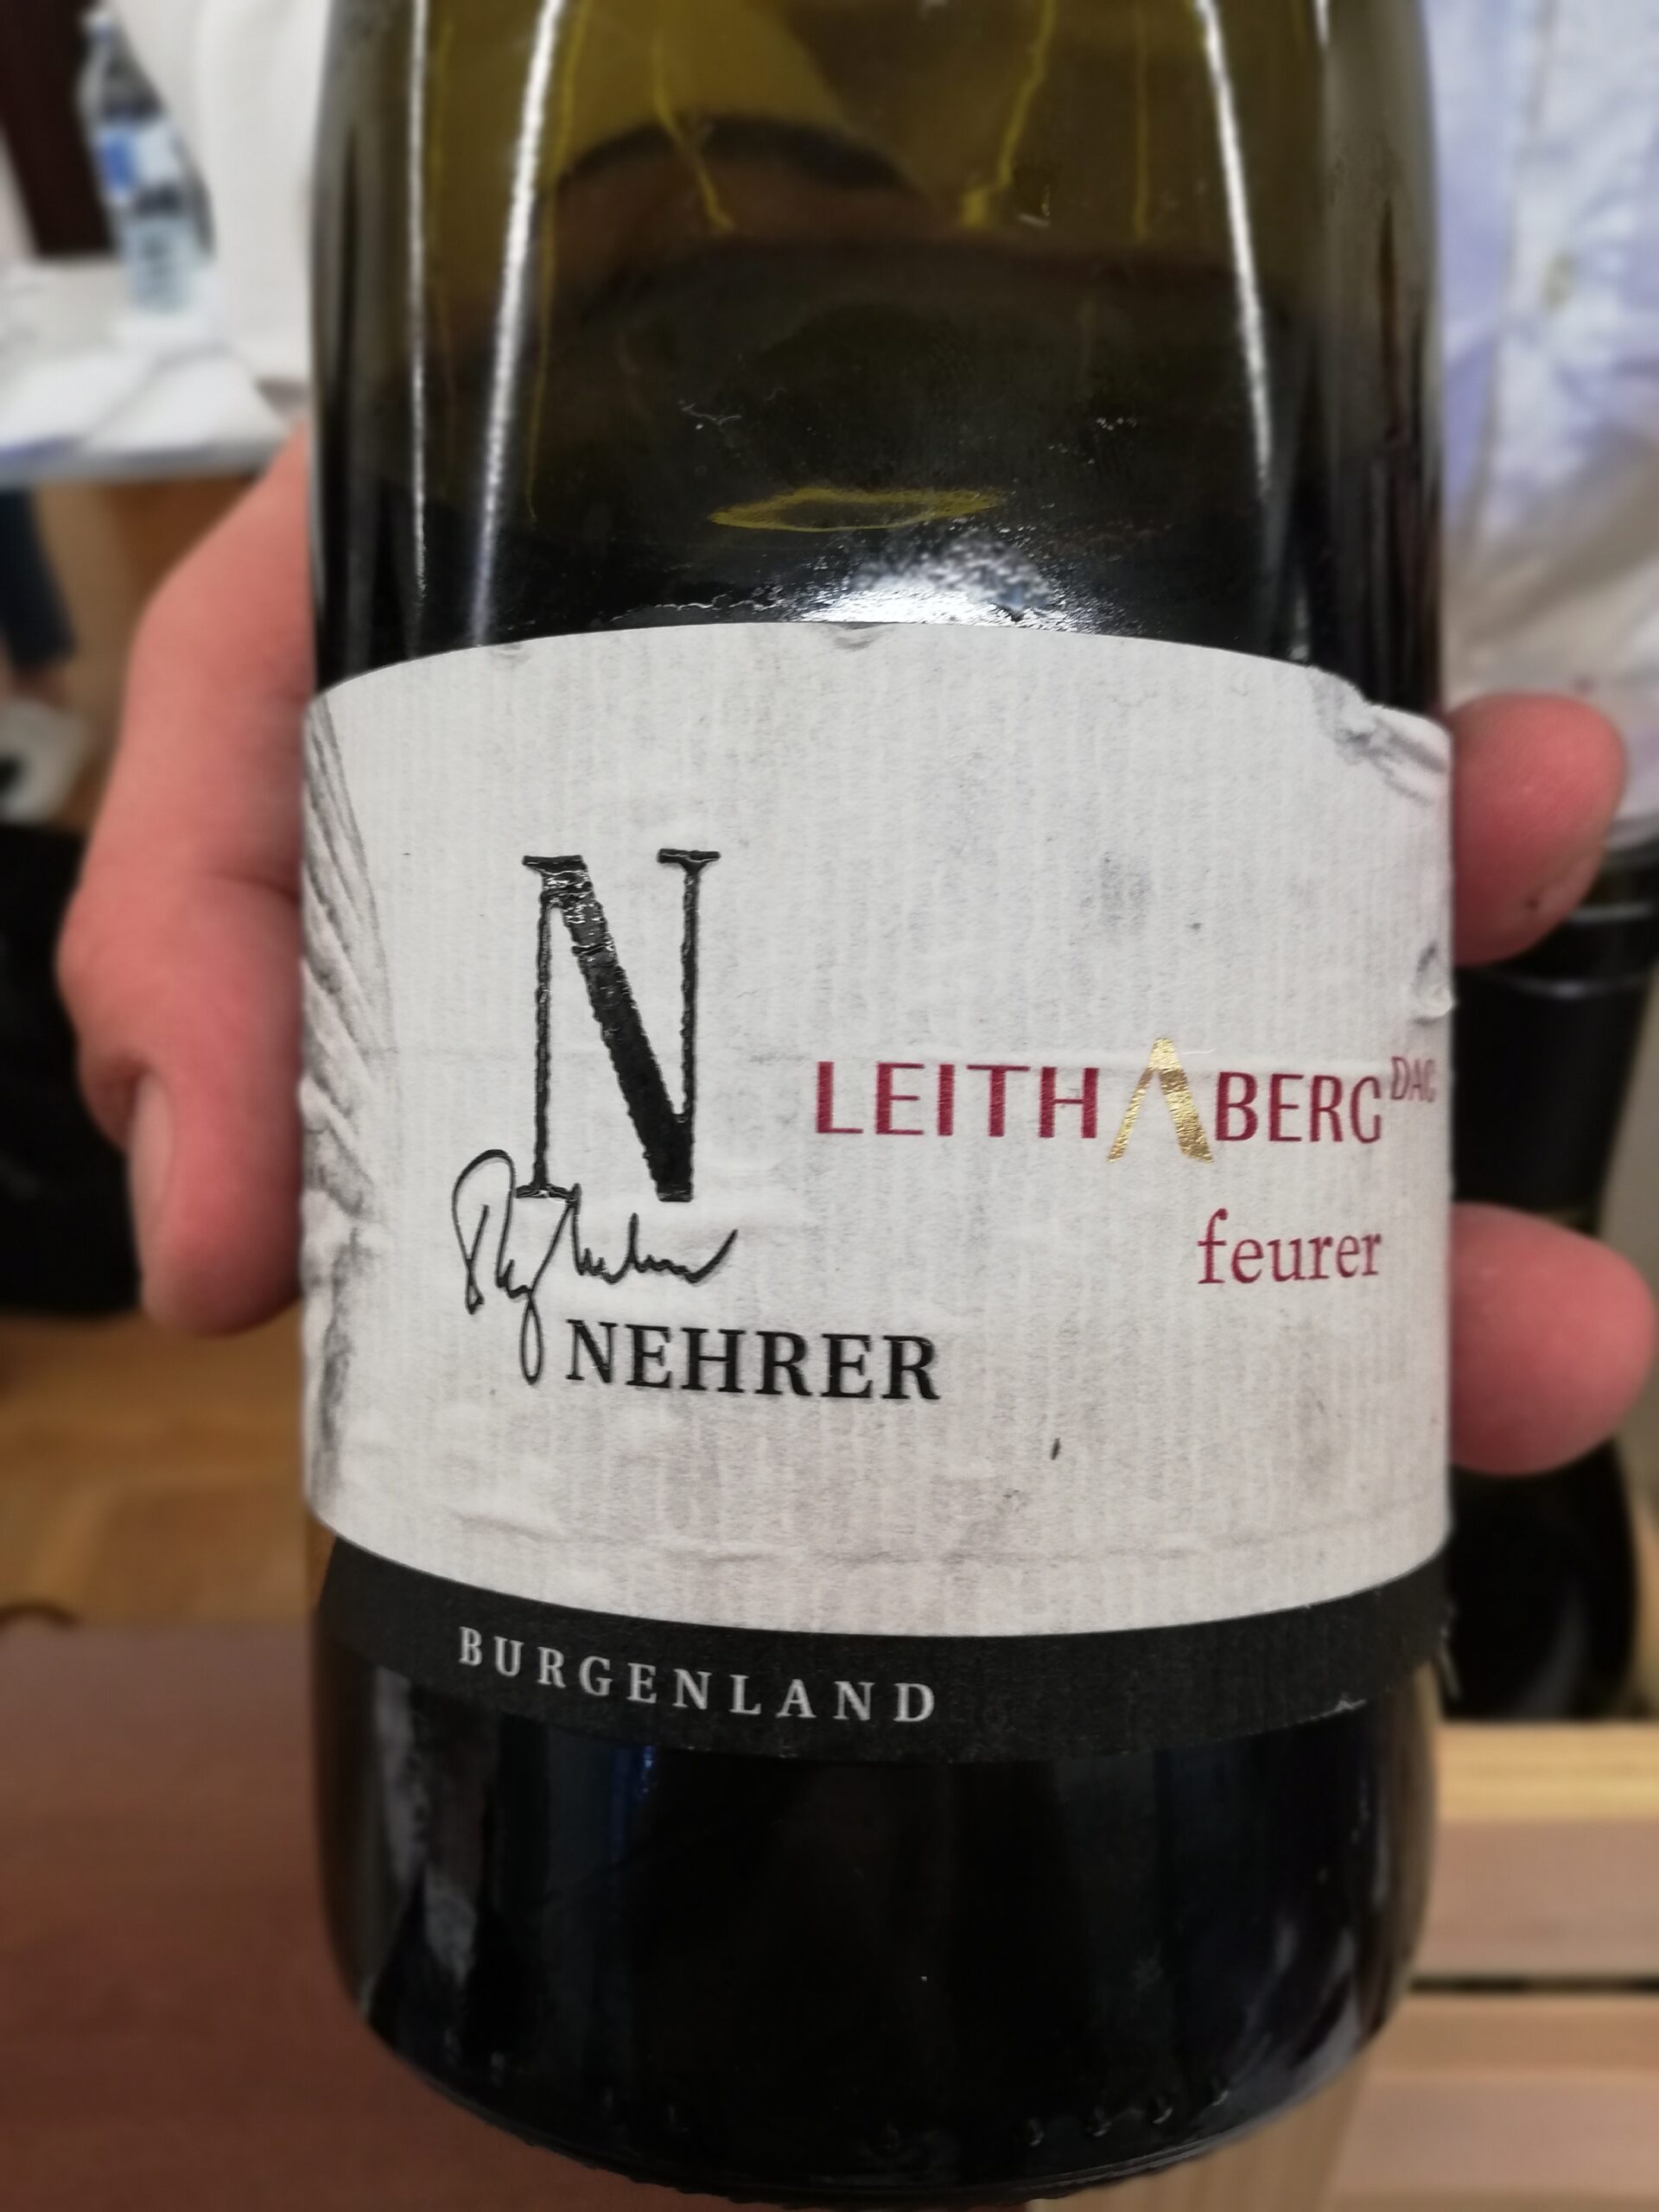 N
LEITHABERG DAC
feurer
NEHRER
BURGENLAND